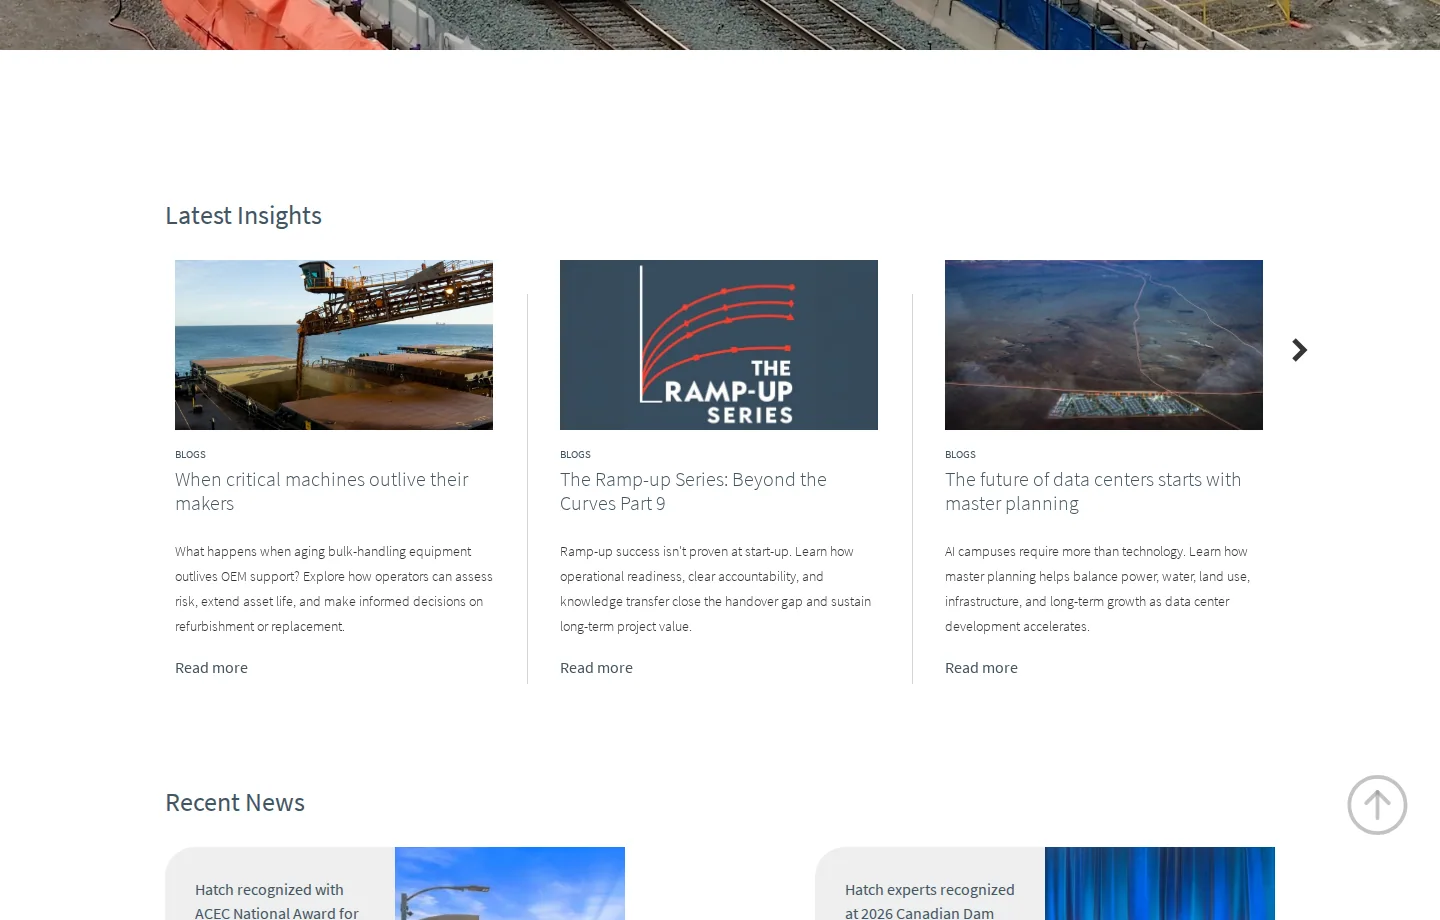 Latest Insights
THE
RAMP-UP
SERIES
BLOGS
When critical machines outlive their
makers
What happens when aging bulk-handling equipment
outlives OEM support? Explore how operators can assess
risk, extend asset life, and make informed decisions on
refurbishment or replacement.
Read more
BLOGS
The Ramp-up Series: Beyond the
Curves Part 9
Ramp-up success isn't proven at start-up. Learn how
operational readiness, clear accountability, and
knowledge transfer close the handover gap and sustain
long-term project value.
Read more
BLOGS
The future of data centers starts with
master planning
AI campuses require more than technology. Learn how
master planning helps balance power, water, land use,
infrastructure, and long-term growth as data center
development accelerates.
Read more
Recent News
Hatch recognized with
ACEC National Award for
Hatch experts recognized
at 2026 Canadian Dam